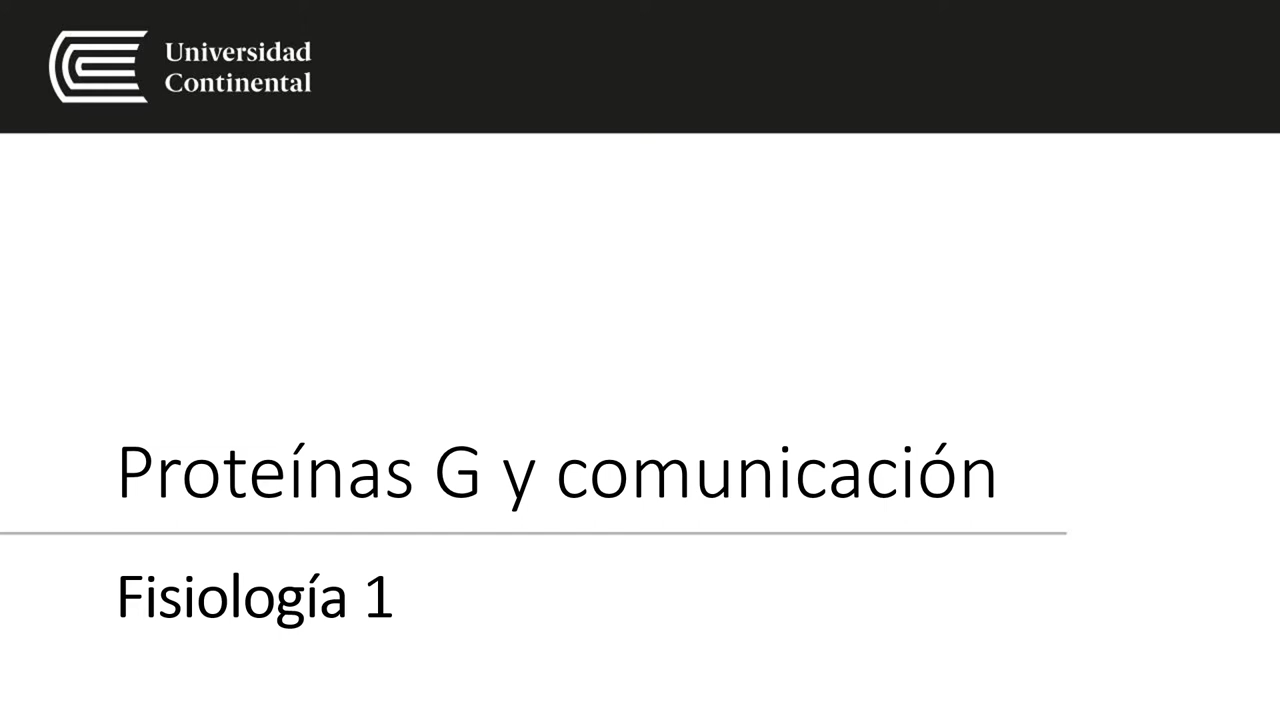 Universidad
Continental
Proteínas G y comunicación
Fisiología 1